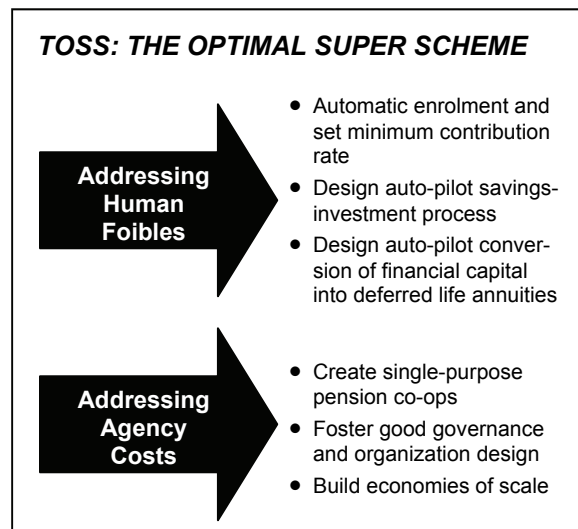 TOSS: THE OPTIMAL SUPER SCHEME
Addressing
Human
Foibles
• Automatic enrolment and
set minimum contribution
rate
• Design auto-pilot savings-
investment process
• Design auto-pilot conver-
sion of financial capital
into deferred life annuities
Addressing
Agency
Costs
• Create single-purpose
pension co-ops
• Foster good governance
and organization design
• Build economies of scale